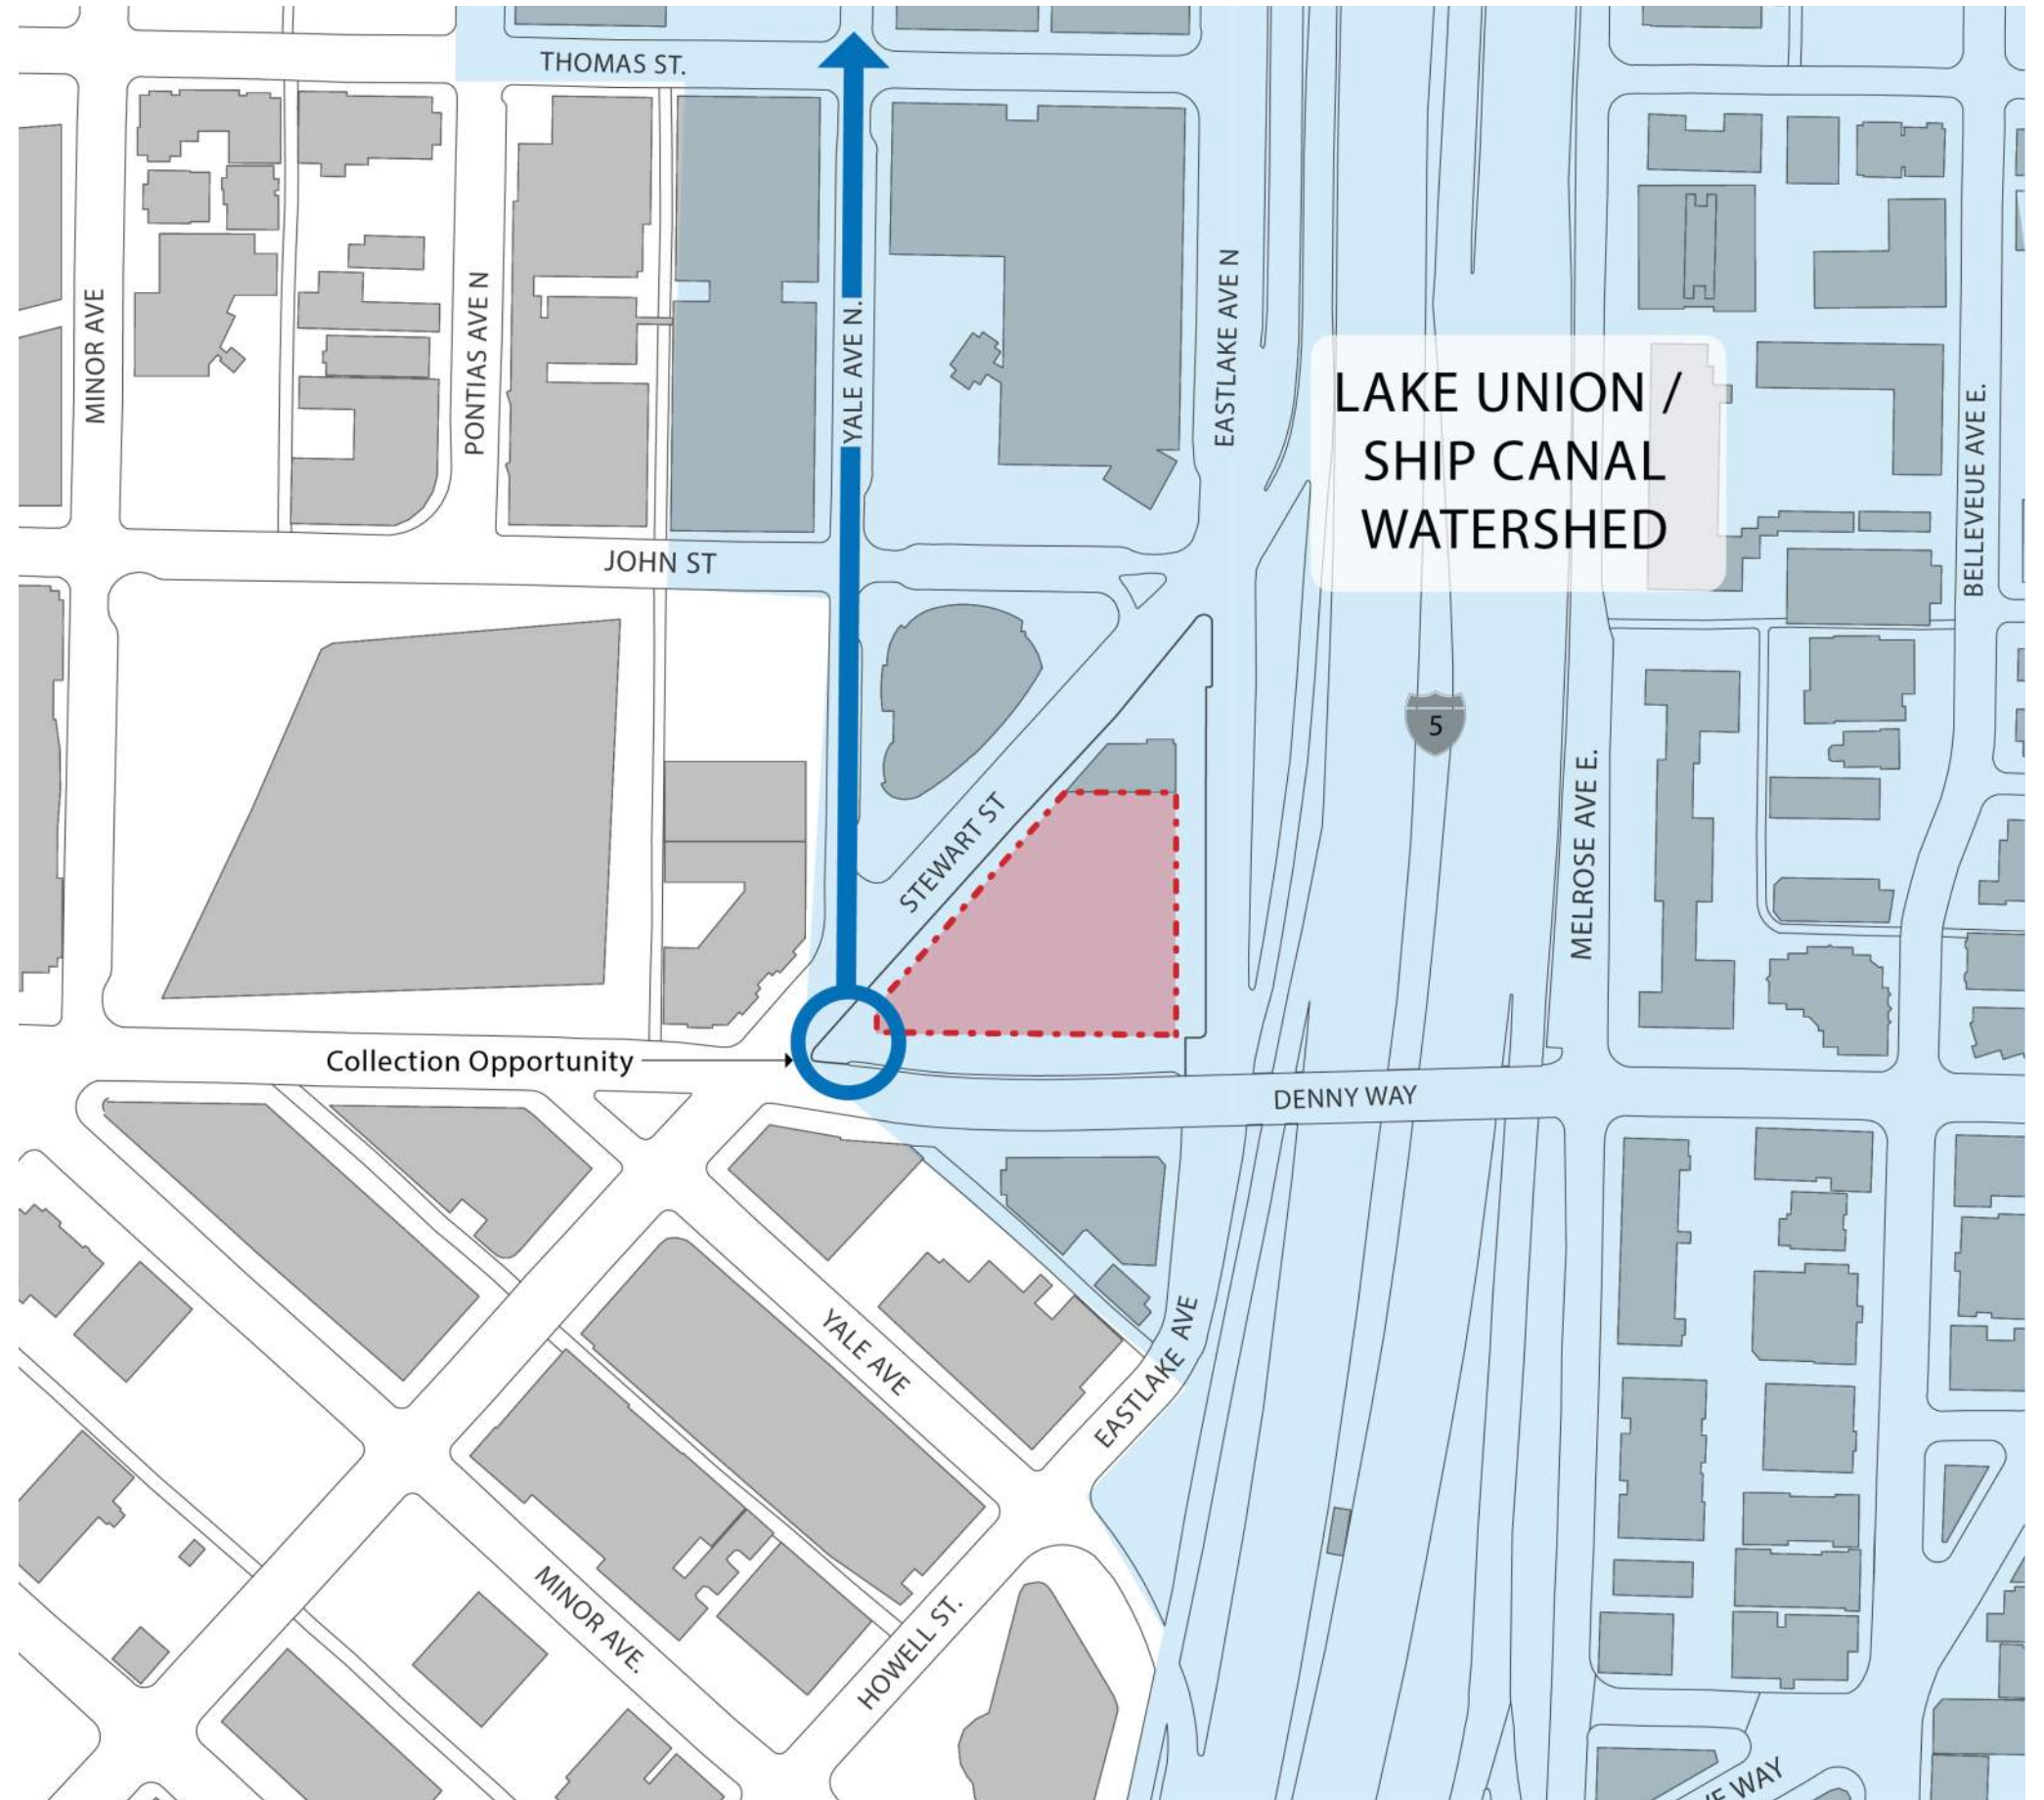 THOMAS ST.
MINOR AVE
PONTIAS AVE N
YALE AVE N.
EASTLAKE AVE N
LAKE UNION /
SHIP CANAL
WATERSHED
BELLEVEUE AVE E.
JOHN ST
5
STEWART ST
MELROSE AVE E.
Collection Opportunity
DENNY WAY
YALE AVE
EASTLAKE AVE
MINOR AVE.
HOWELL ST.
WAY